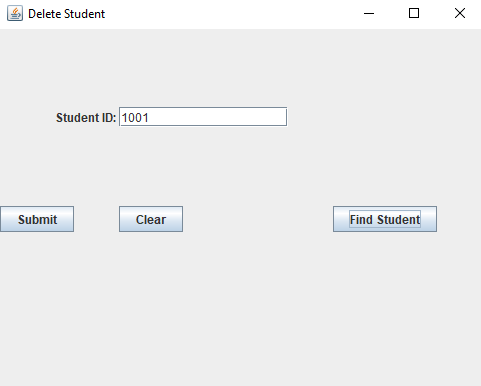 Delete Student
Student ID: 1001
Submit Clear Find Student